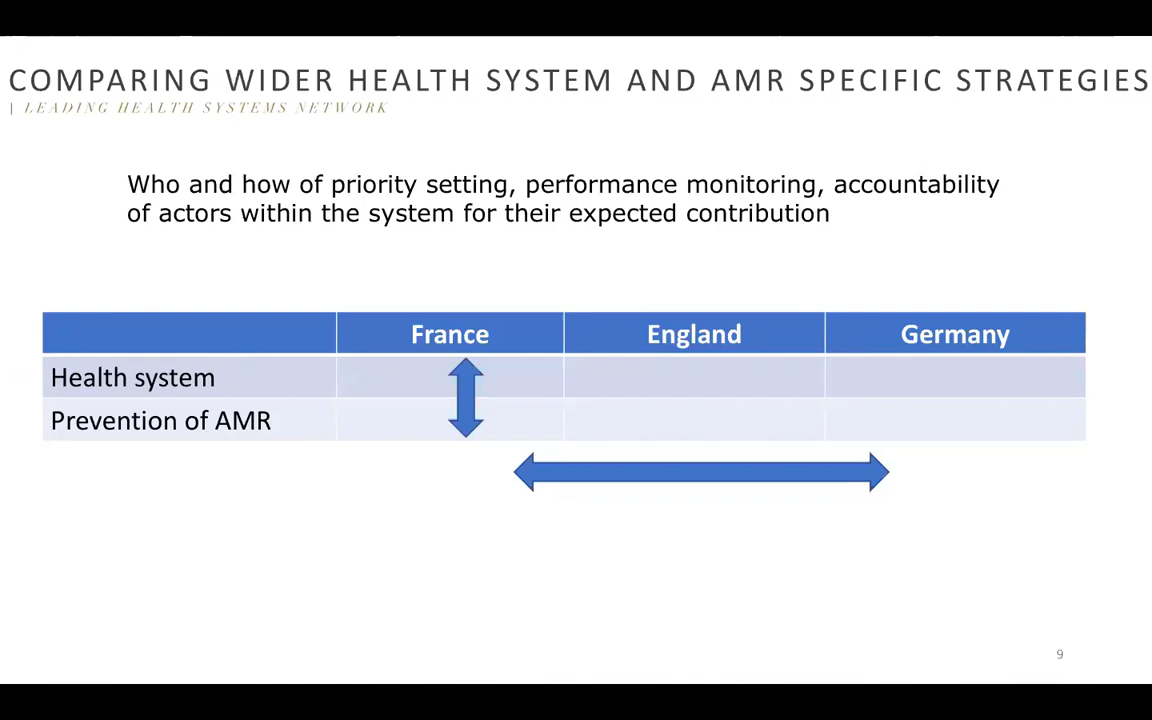 COMPARING WIDER HEALTH SYSTEM AND AMR SPECIFIC STRATEGIES
| LEADING HEALTH SYSTEMS NETWORK
Who and how of priority setting, performance monitoring, accountability
of actors within the system for their expected contribution
France England Germany
Health system
Prevention of AMR
9